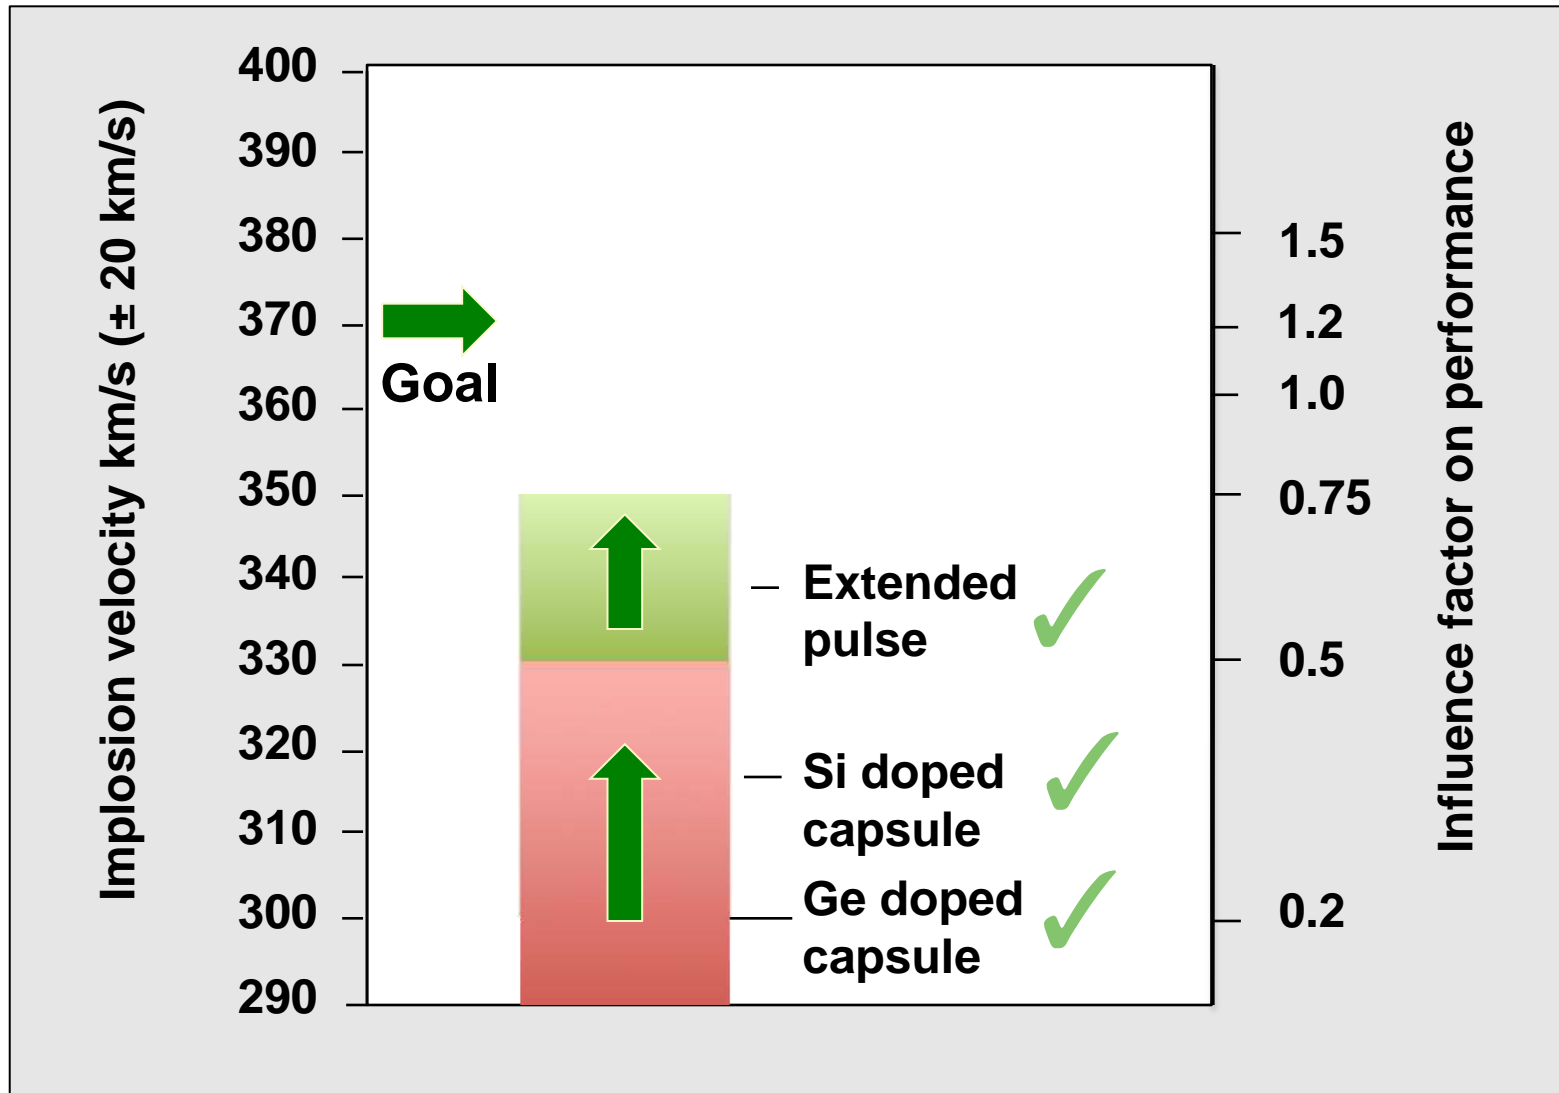 Implosion velocity km/s (± 20 km/s)
400
390
380
370
360
350
340
330
320
310
300
290
Goal
Extended
pulse
Si doped
capsule
Ge doped
capsule
1.5
1.2
1.0
0.75
0.5
0.2
Influence factor on performance